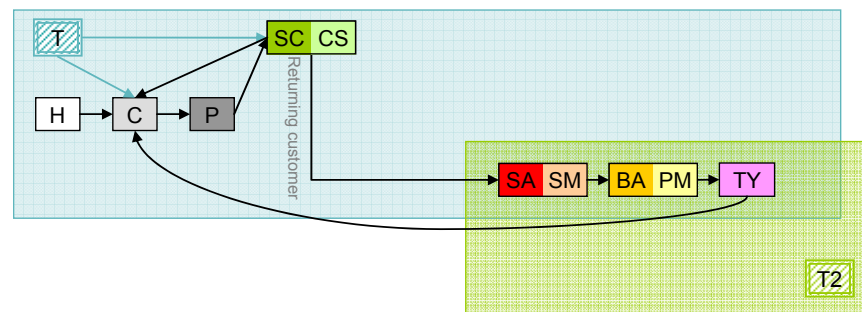 T
SC CS
H
C
P
Returning customer
SA SM
BA PM
TY
T2